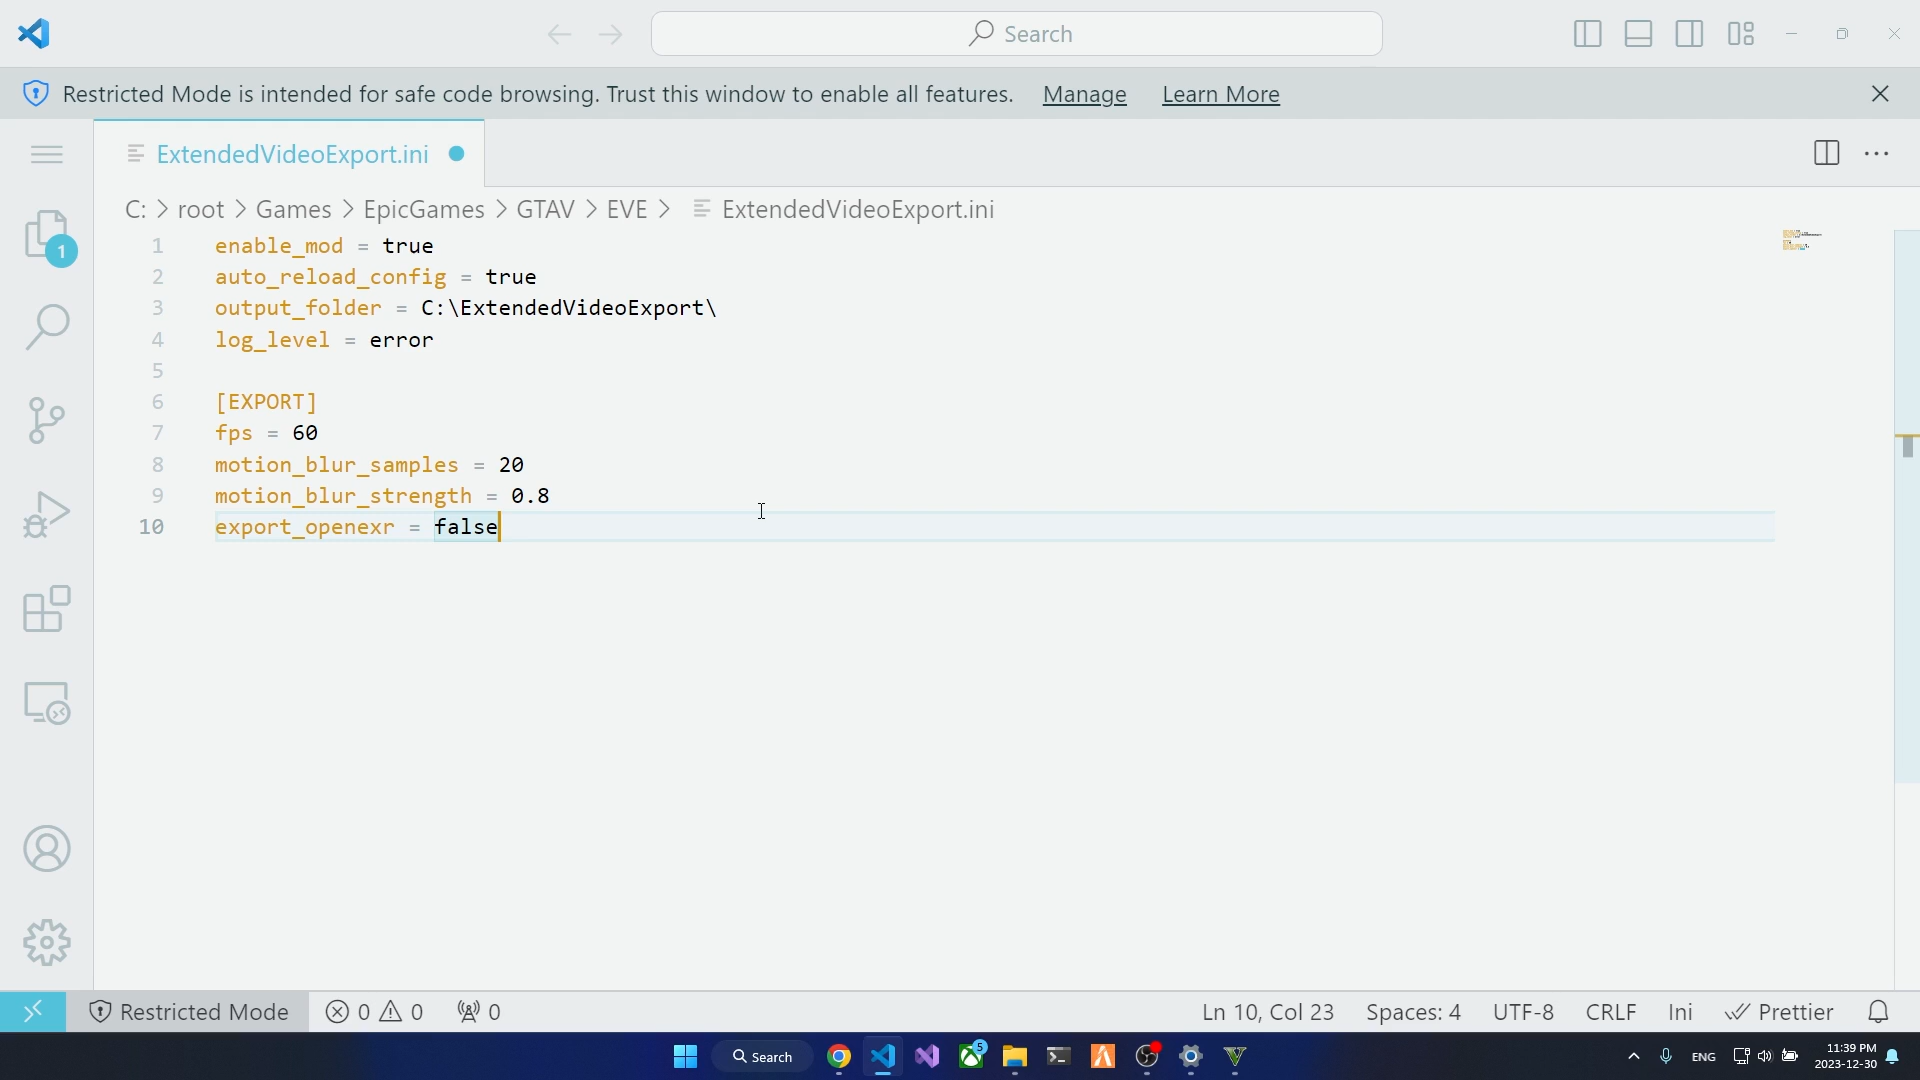 Search
Restricted Mode is intended for safe code browsing. Trust this window to enable all features. Manage Learn More
ExtendedVideoExport.ini
C: > root > Games > EpicGames > GTAV > EVE > ExtendedVideoExport.ini
1
1 enable_mod = true
2 auto_reload_config = true
3 output_folder = C:\ExtendedVideoExport\
4 log_level = error
5
6 [EXPORT]
7 fps = 60
8 motion_blur_samples = 20
9 motion_blur_strength = 0.8
10 export_openexr = false
Restricted Mode 0 0 0 Ln 10, Col 23 Spaces: 4 UTF-8 CRLF Ini Prettier
Search 5 ENG 11:39 PM
2023-12-30